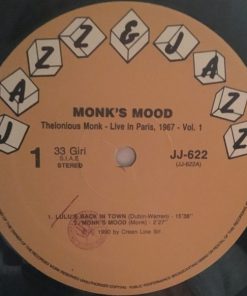 JAZZ & JAZZ
MONK'S MOOD
Thelonious Monk - Live in Paris, 1967 - Vol. 1
1
33 Giri
S.I.A.E.
STEREO
JJ-622
(JJ-622A)
1. LULU'S BACK IN TOWN (Dubin-Warren) - 15'38"
2. MONK'S MOOD (Monk) - 2'27"
℗ © 1990 by Cream Line Srl.